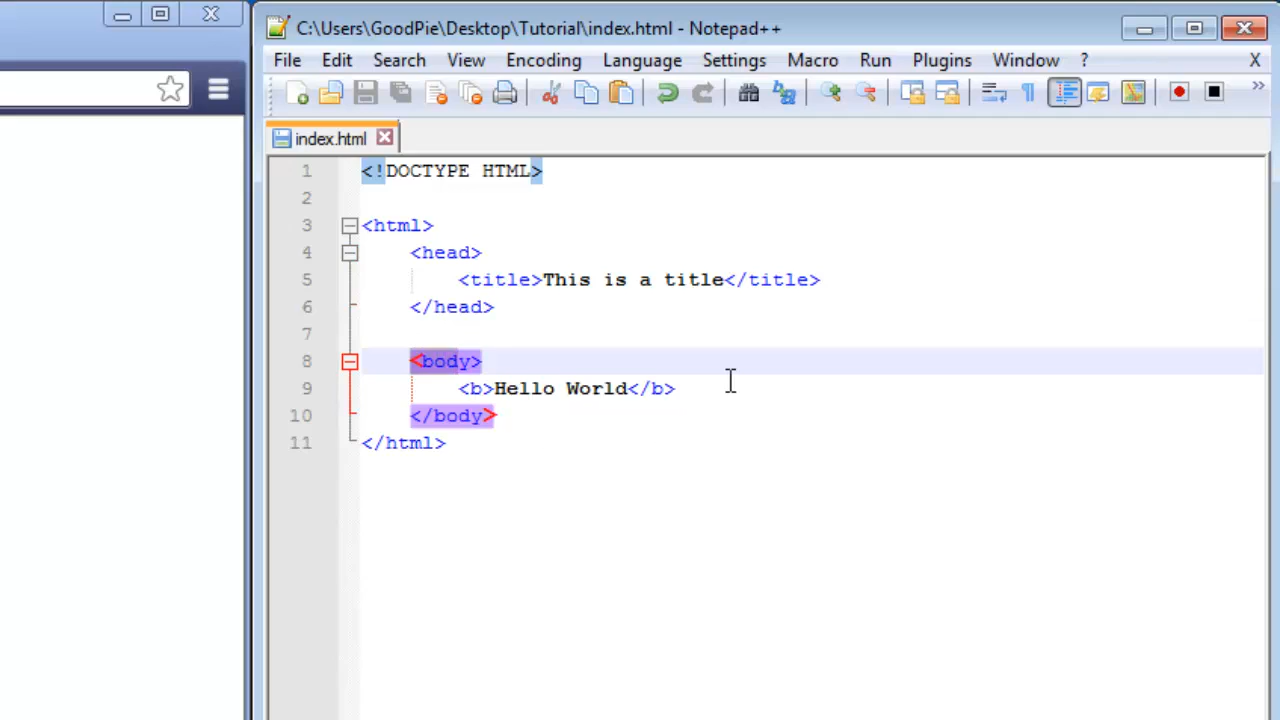 C:\Users\GoodPie\Desktop\Tutorial\index.html - Notepad++
File Edit Search View Encoding Language Settings Macro Run Plugins Window ? X
index.html
1 <!DOCTYPE HTML>
2
3 <html>
4 <head>
5 <title>This is a title</title>
6 </head>
7
8 <body>
9 <b>Hello World</b>
10 </body>
11 </html>